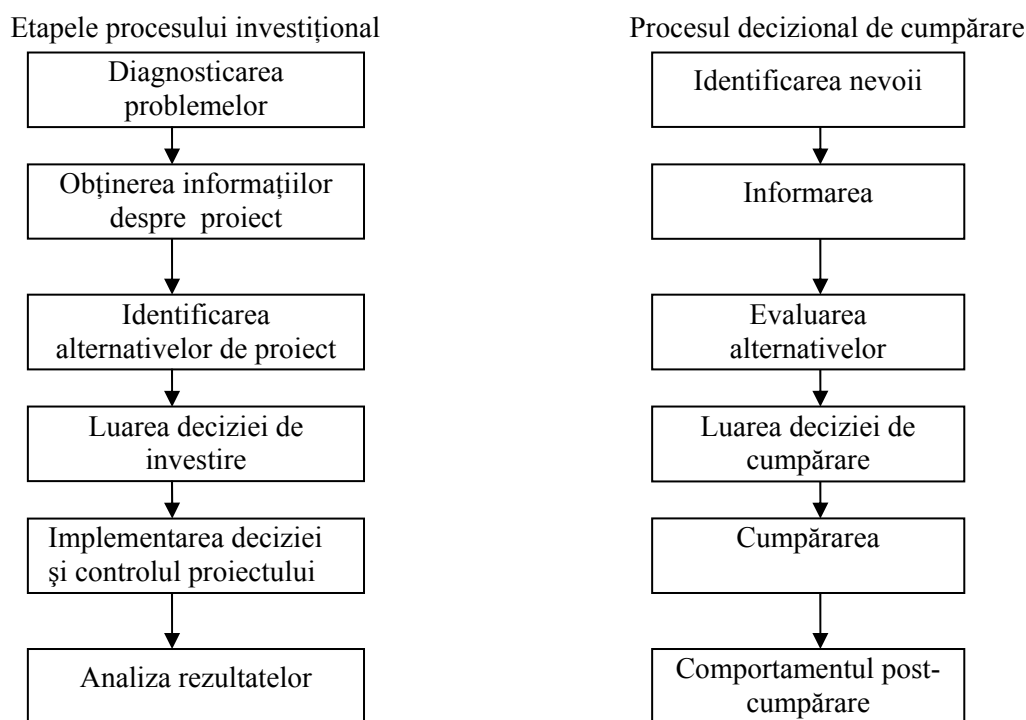 Etapele procesului investițional
Diagnosticarea
problemelor
Obținerea informațiilor
despre proiect
Identificarea
alternativelor de proiect
Luarea deciziei de
investire
Implementarea deciziei
şi controlul proiectului
Analiza rezultatelor
Procesul decizional de cumpărare
Identificarea nevoii
Informarea
Evaluarea
alternativelor
Luarea deciziei de
cumpărare
Cumpărarea
Comportamentul post-
cumpărare